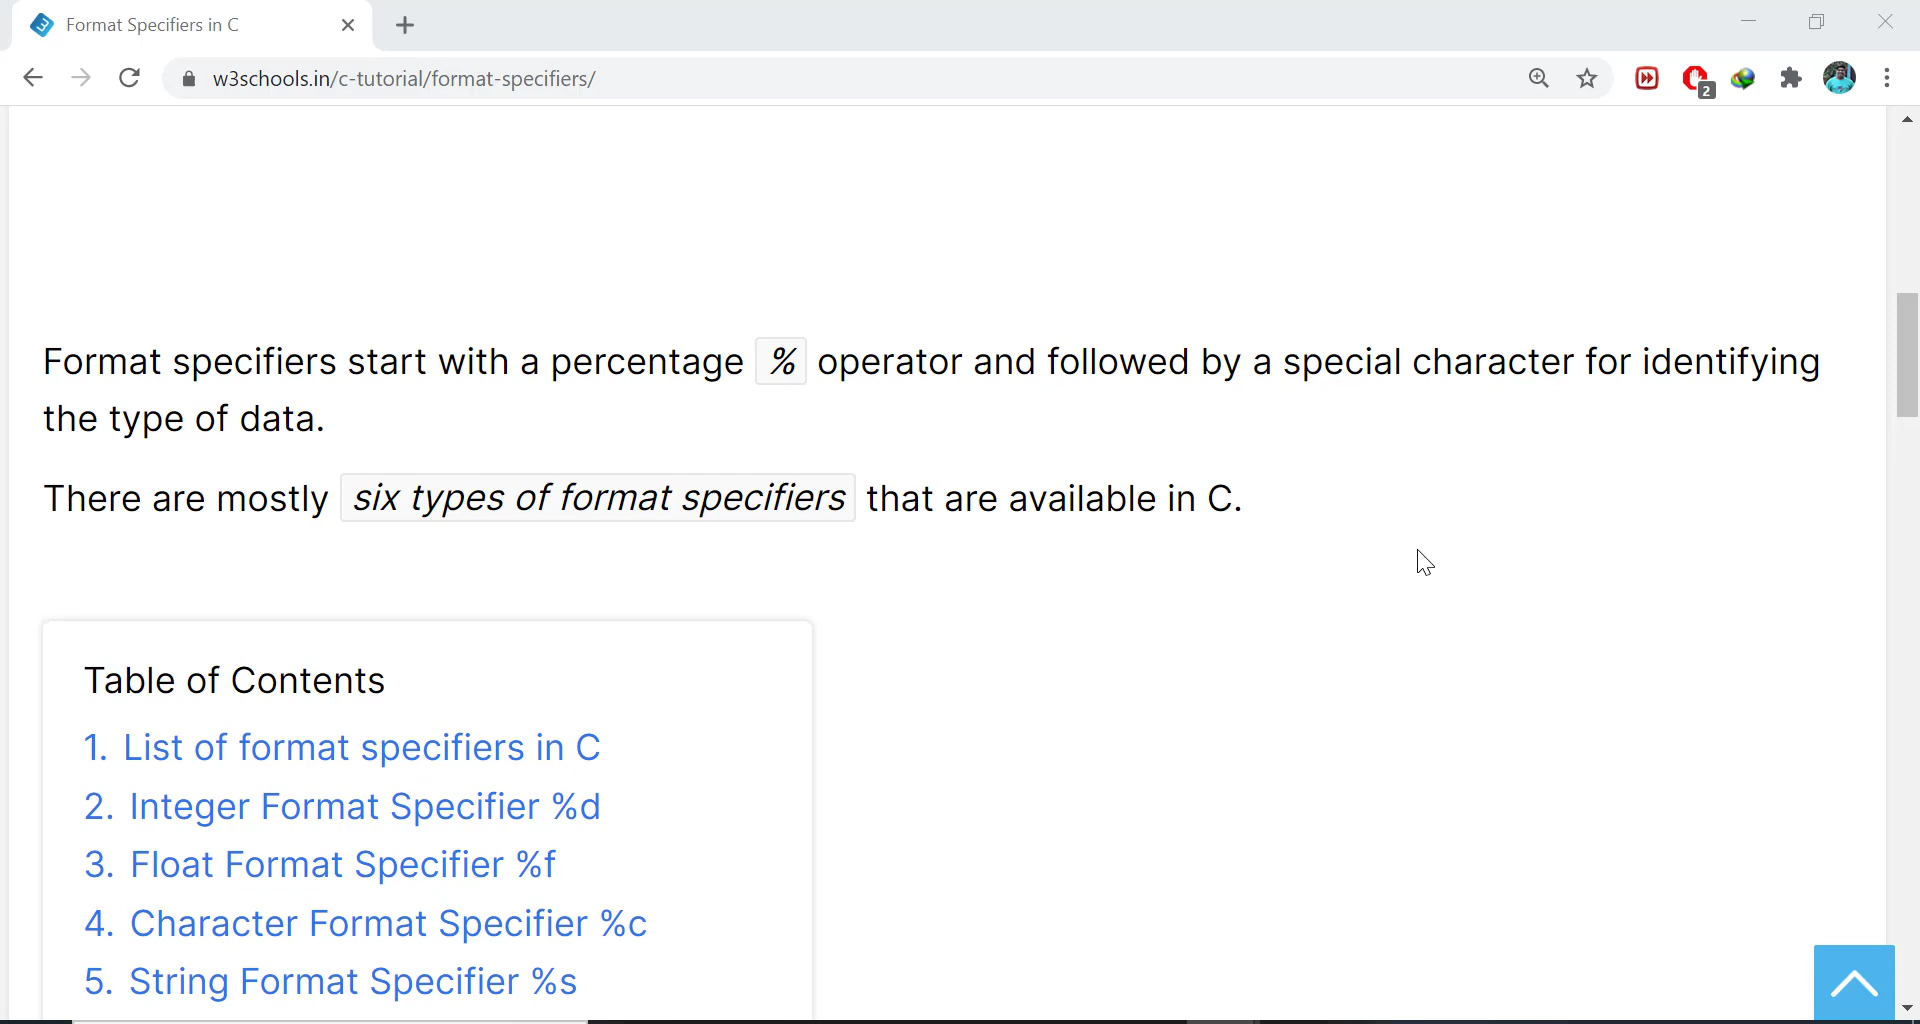 Format Specifiers in C
w3schools.in/c-tutorial/format-specifiers/
2
Format specifiers start with a percentage % operator and followed by a special character for identifying
the type of data.
There are mostly six types of format specifiers that are available in C.
Table of Contents
1. List of format specifiers in C
2. Integer Format Specifier %d
3. Float Format Specifier %f
4. Character Format Specifier %c
5. String Format Specifier %s